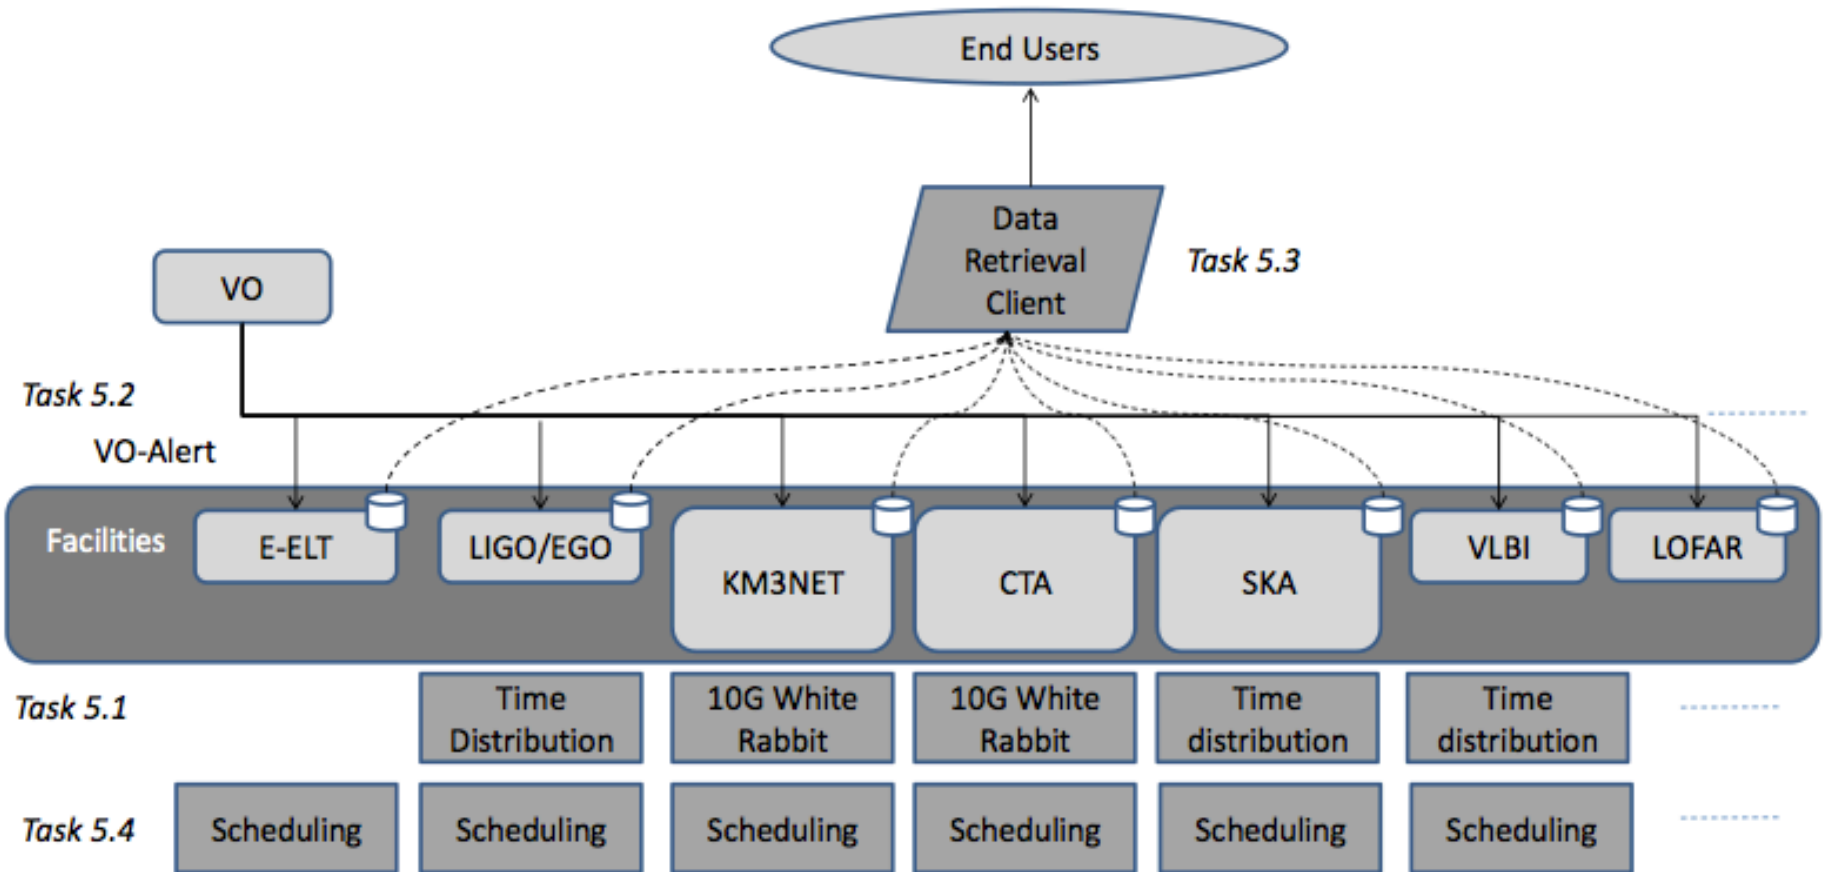 End Users
Data
Retrieval
Client
Task 5.3
VO
Task 5.2
VO-Alert
Facilities
E-ELT
LIGO/EGO
KM3NET
CTA
SKA
VLBI
LOFAR
Task 5.1
Time
Distribution
10G White
Rabbit
10G White
Rabbit
Time
distribution
Time
distribution
Task 5.4
Scheduling
Scheduling
Scheduling
Scheduling
Scheduling
Scheduling